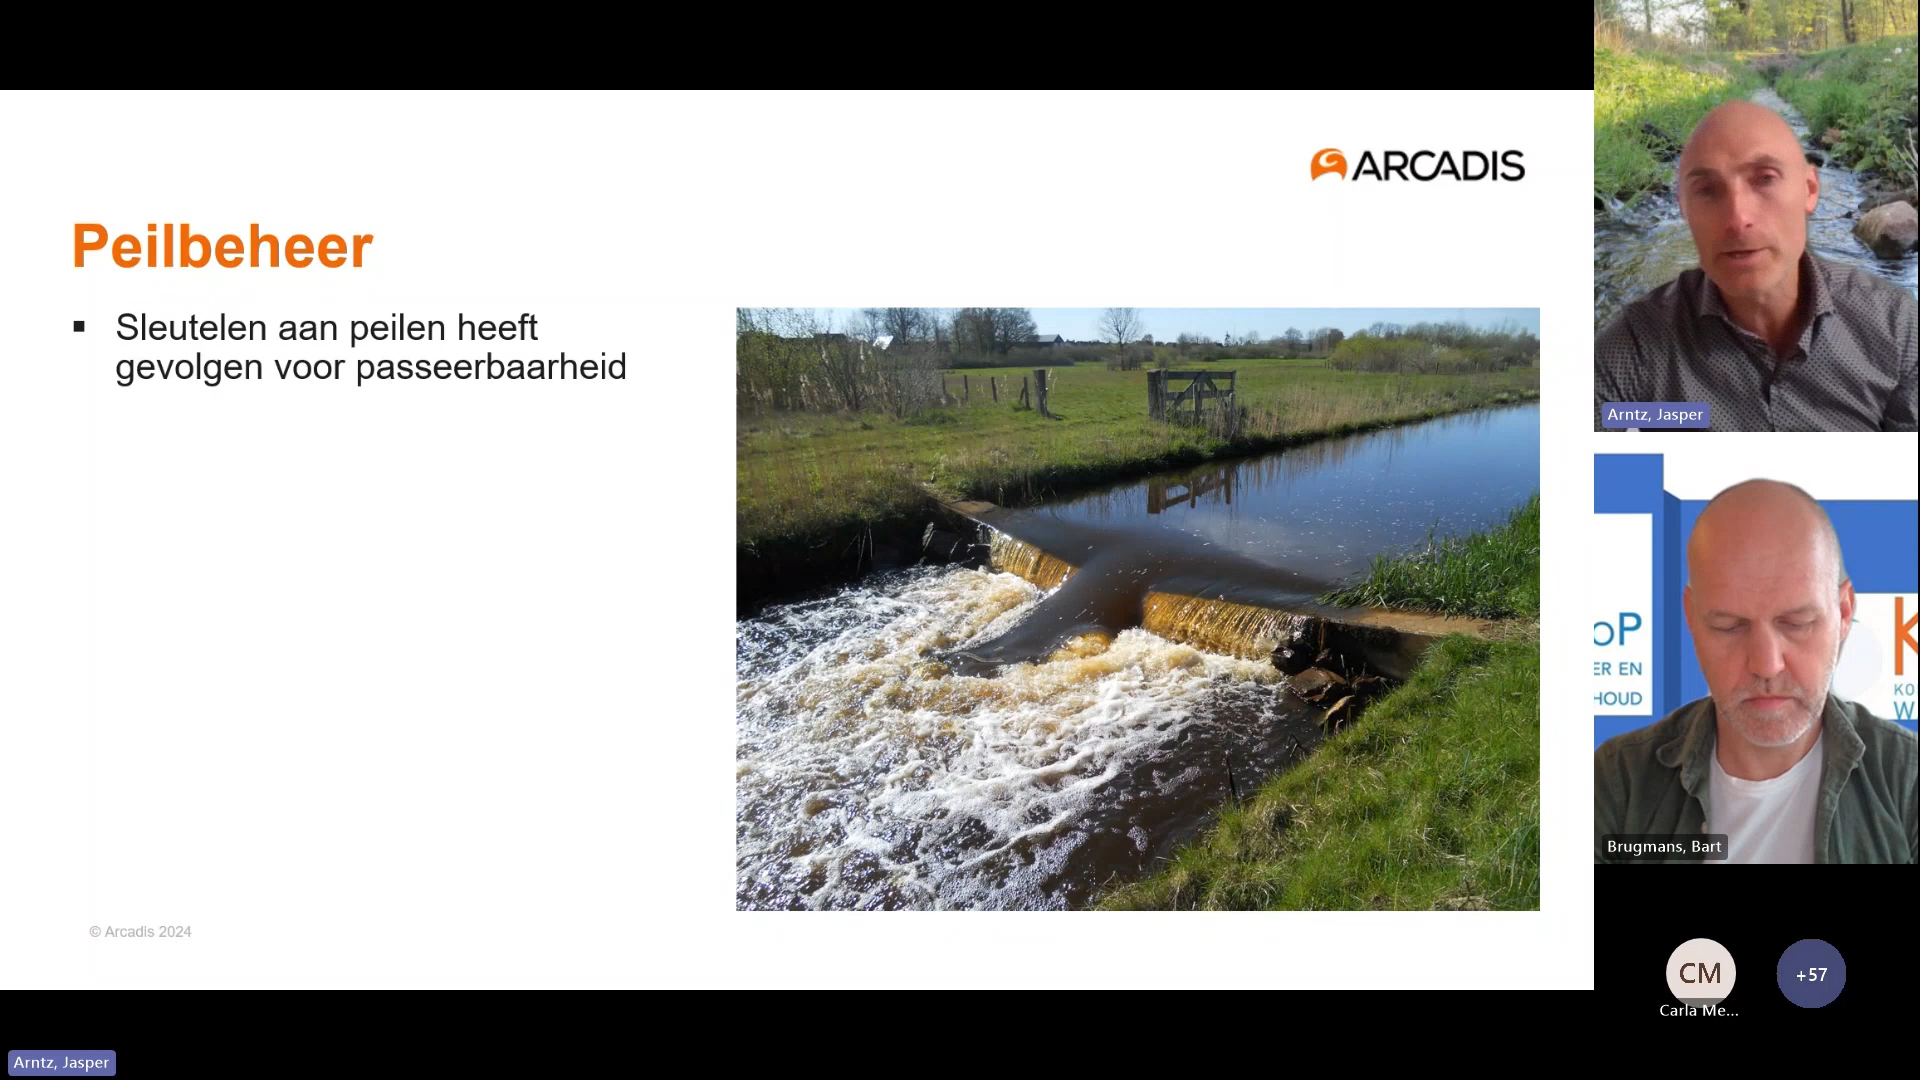 ARCADIS
Peilbeheer
▪ Sleutelen aan peilen heeft
gevolgen voor passeerbaarheid
© Arcadis 2024
Arntz, Jasper
oP
ER EN
HOUD
K
KO
W
Brugmans, Bart
CM
Carla Me...
+57
Arntz, Jasper